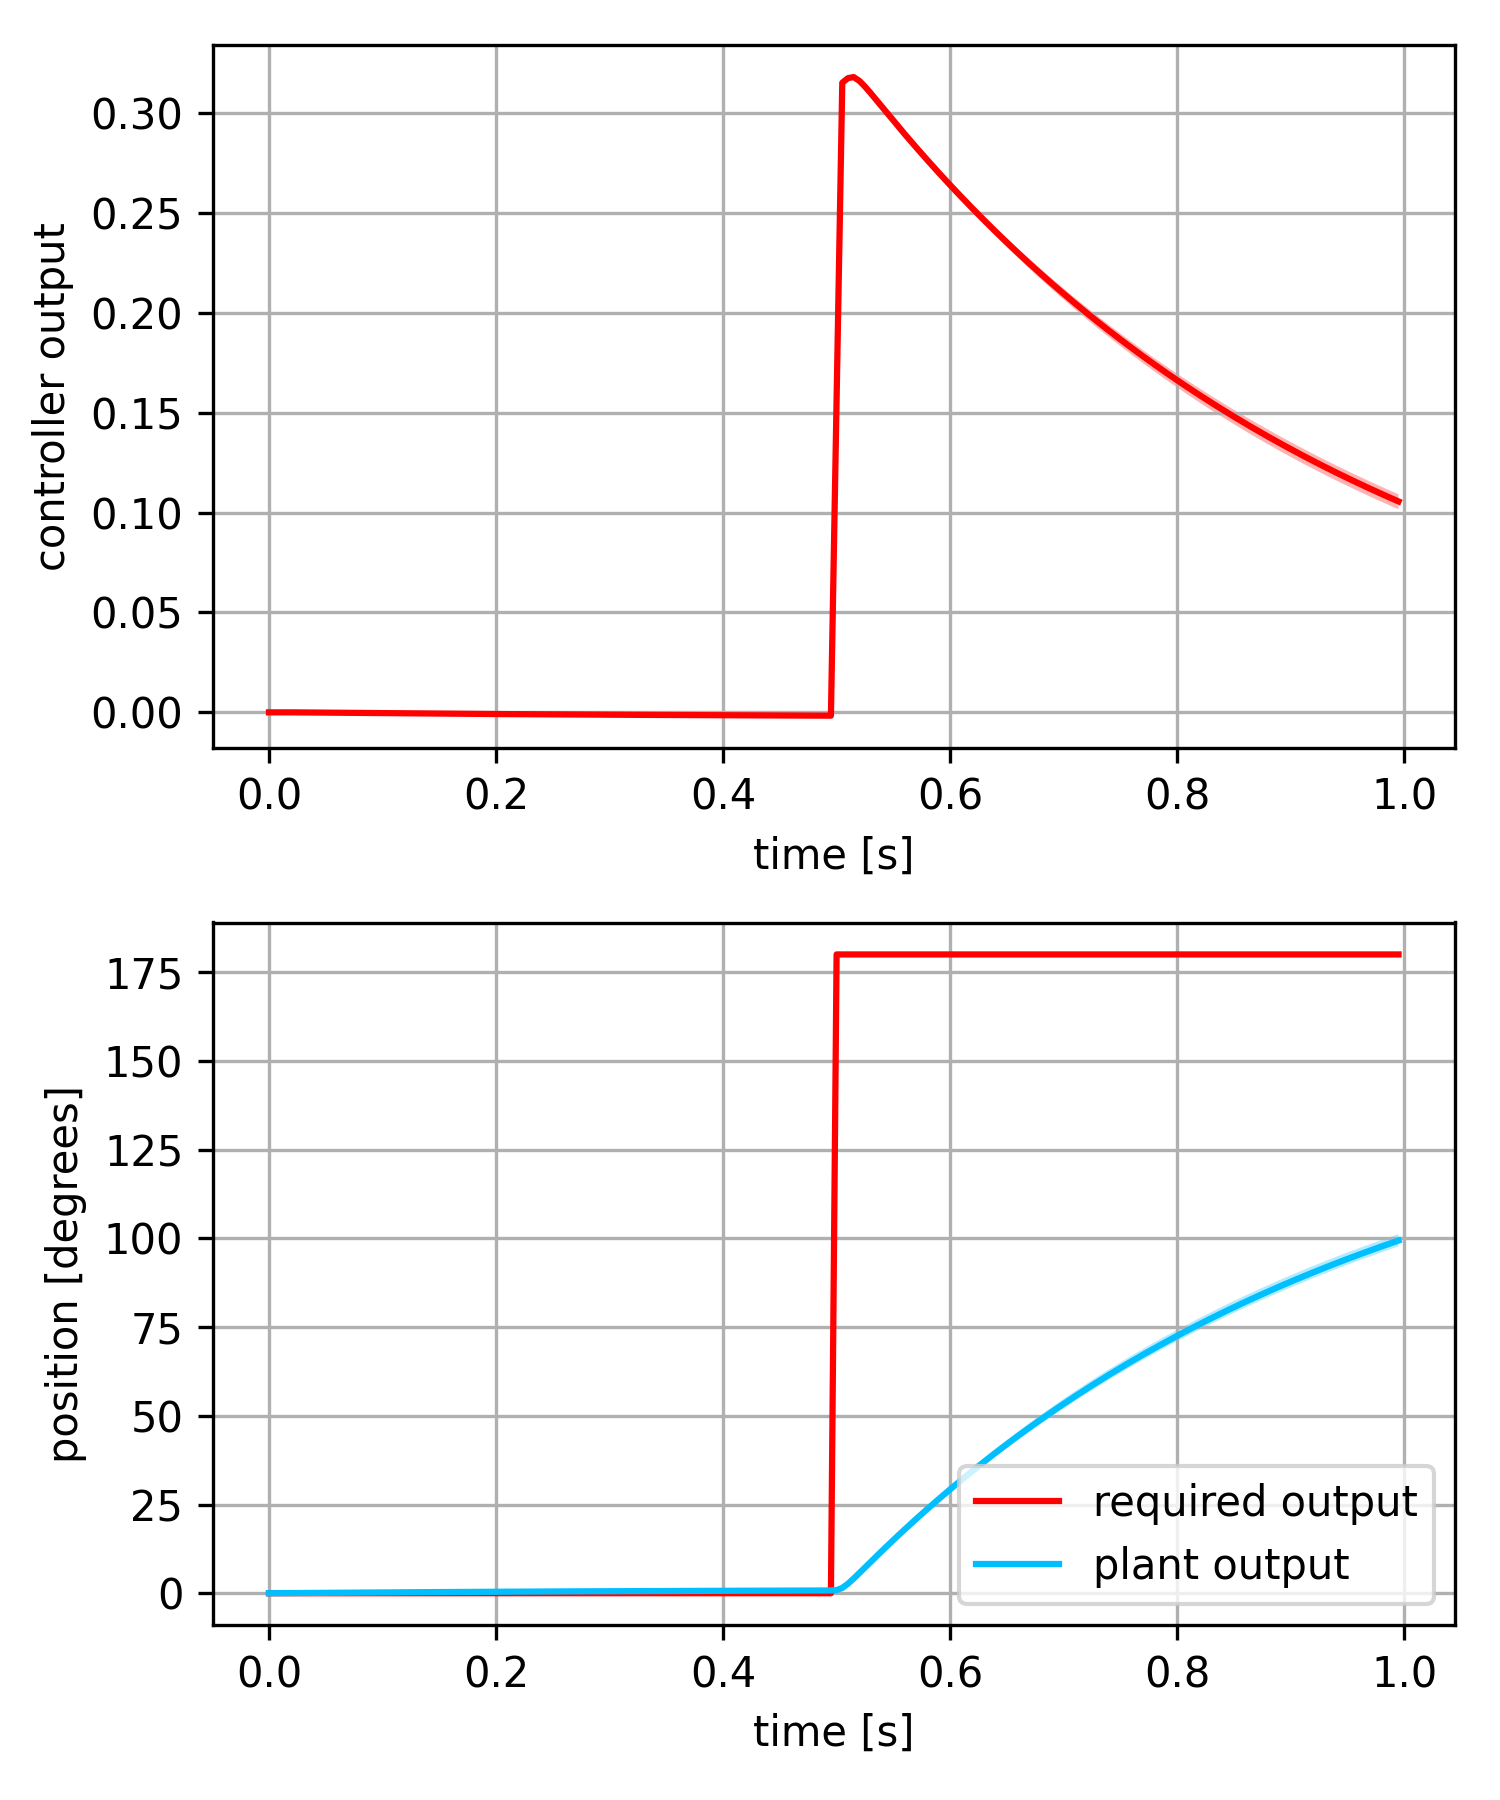 0.30
0.25
0.20
0.15
0.10
0.05
0.00
controller output
0.0 0.2 0.4 0.6 0.8 1.0
time [s]
175
150
125
100
75
50
25
0
position [degrees]
required output
plant output
0.0 0.2 0.4 0.6 0.8 1.0
time [s]